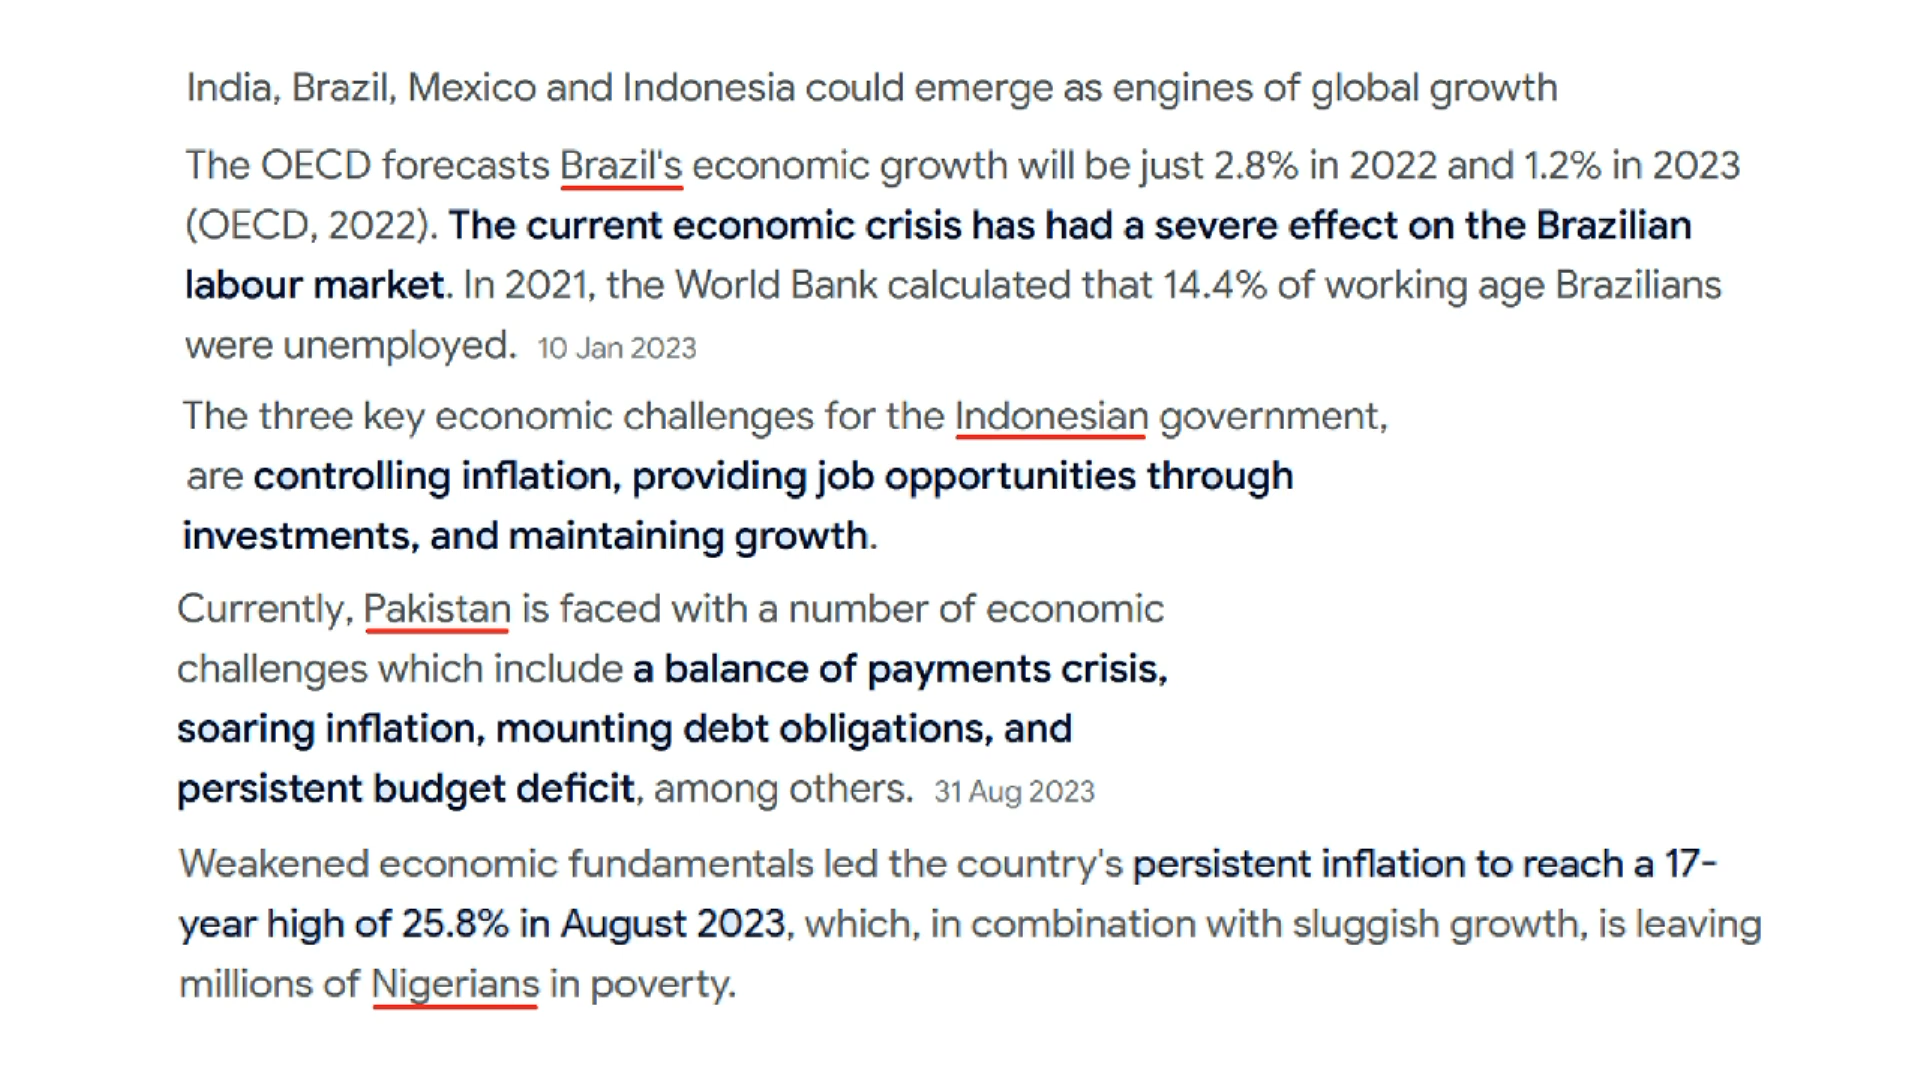 India, Brazil, Mexico and Indonesia could emerge as engines of global growth
The OECD forecasts Brazil's economic growth will be just 2.8% in 2022 and 1.2% in 2023
(OECD, 2022). The current economic crisis has had a severe effect on the Brazilian
labour market. In 2021, the World Bank calculated that 14.4% of working age Brazilians
were unemployed. 10 Jan 2023
The three key economic challenges for the Indonesian government,
are controlling inflation, providing job opportunities through
investments, and maintaining growth.
Currently, Pakistan is faced with a number of economic
challenges which include a balance of payments crisis,
soaring inflation, mounting debt obligations, and
persistent budget deficit, among others. 31 Aug 2023
Weakened economic fundamentals led the country's persistent inflation to reach a 17-
year high of 25.8% in August 2023, which, in combination with sluggish growth, is leaving
millions of Nigerians in poverty.